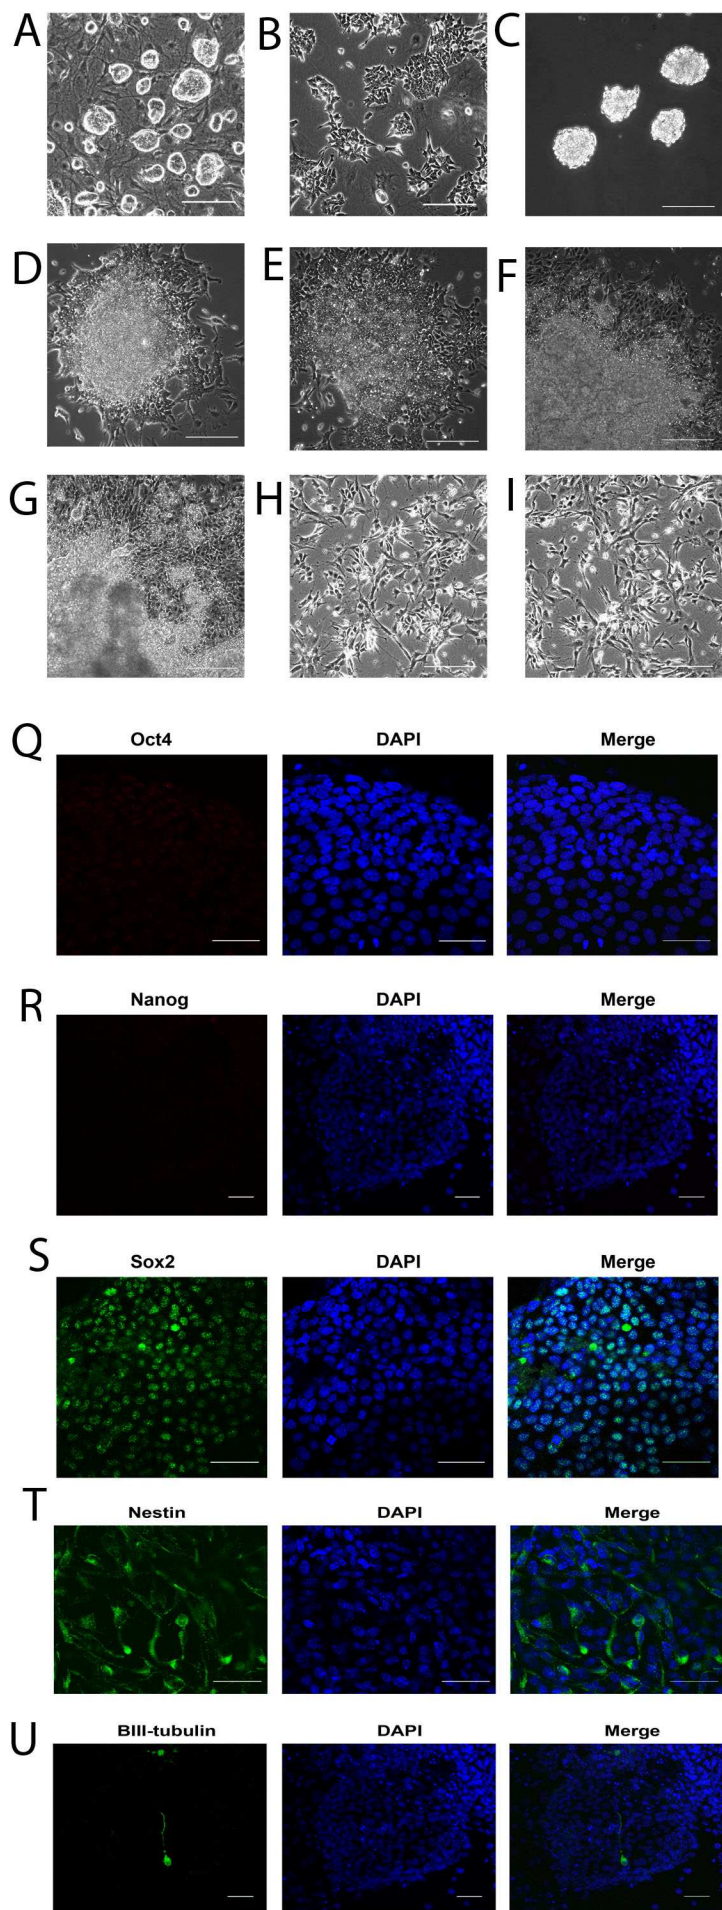 A B C
D E F
G H I
Q
Oct4 DAPI Merge
R
Nanog DAPI Merge
S
Sox2 DAPI Merge
T
Nestin DAPI Merge
U
BIII-tubulin DAPI Merge